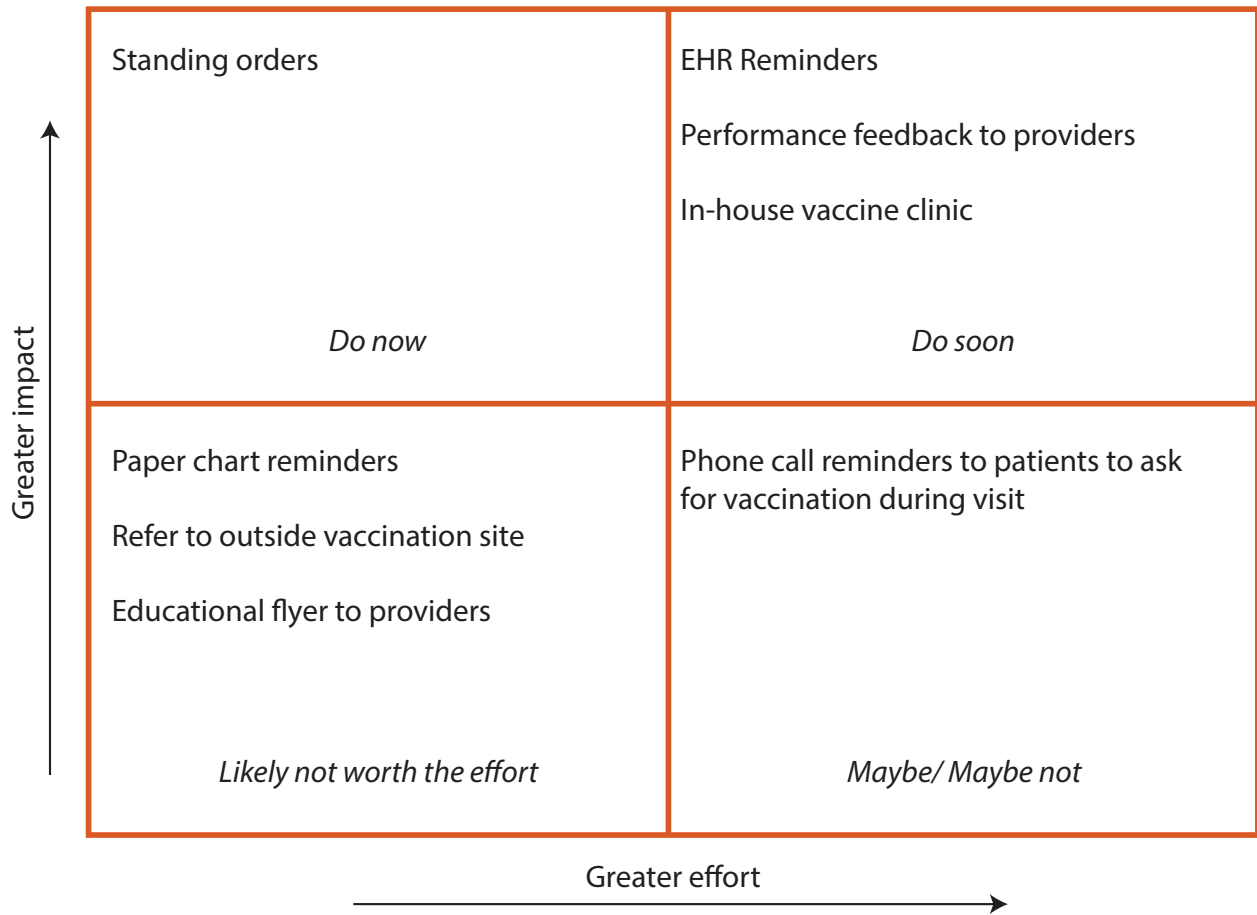 Standing orders
EHR Reminders
Performance feedback to providers
In-house vaccine clinic
Do now
Do soon
Greater impact
Paper chart reminders
Refer to outside vaccination site
Educational flyer to providers
Phone call reminders to patients to ask
for vaccination during visit
Likely not worth the effort
Maybe/ Maybe not
Greater effort